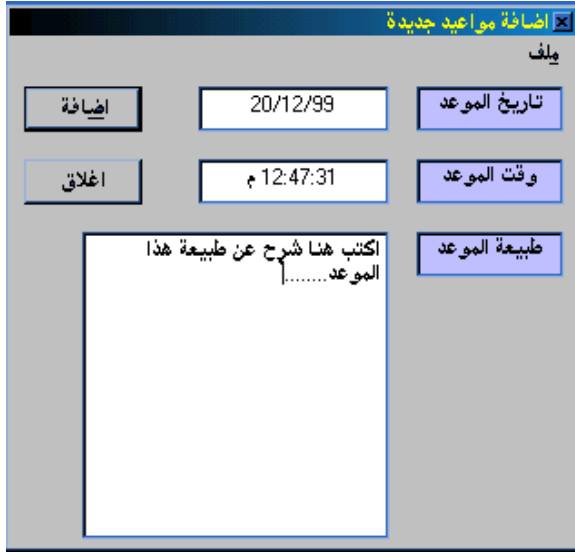 اضافة مواعيد جديدة
ملف
تاريخ الموعد
20/12/99
اضافة
وقت الموعد
12:47:31 م
اغلاق
طبيعة الموعد
اكتب هنا شرح عن طبيعة هذا
الموعد........